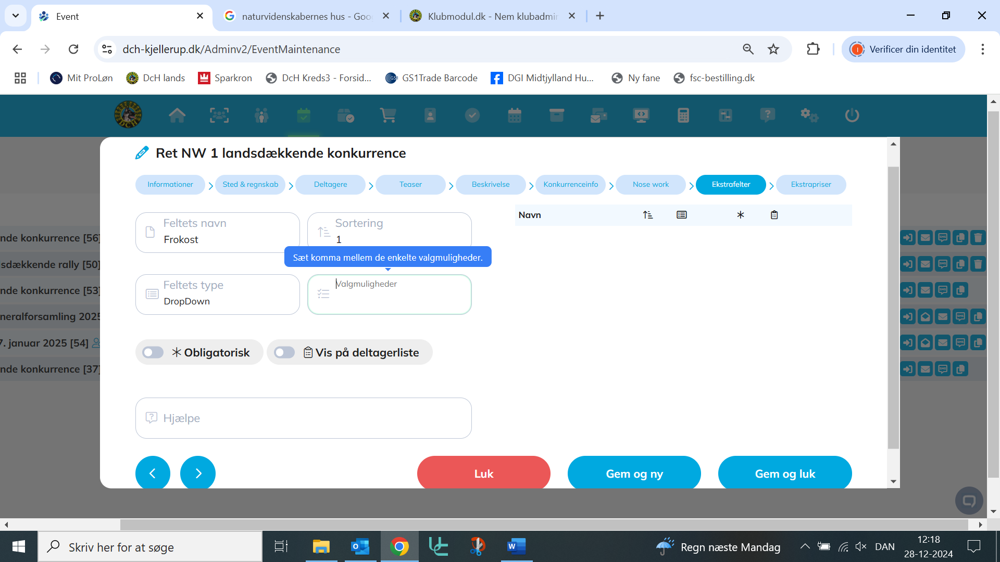 Event
naturvidenskabernes hus - Goo
Klubmodul.dk - Nem klubadmin
dch-kjellerup.dk/Adminv2/EventMaintenance
Verificer din identitet
Mit ProLøn
DcH lands
Sparkron
DcH Kreds3 - Forsid...
GS1Trade Barcode
DGI Midtjylland Hu...
Ny fane
fsc-bestilling.dk
DCH
Ret NW 1 landsdækkende konkurrence
Informationer
Sted & regnskab
Deltagere
Teaser
Beskrivelse
Konkurrenceinfo
Nose work
Ekstrafelter
Ekstrapriser
Feltets navn
Frokost
Sortering
1
Navn
Sæt komma mellem de enkelte valgmuligheder.
Feltets type
DropDown
Valgmuligheder
Obligatorisk
Vis på deltagerliste
Hjælpe
Luk
Gem og ny
Gem og luk
nde konkurrence [56]
sdækkende rally [50]
nde konkurrence [53]
neralforsamling 2025
7. januar 2025 [54]
nde konkurrence [37]
Skriv her for at søge
Regn næste Mandag
DAN
12:18
28-12-2024